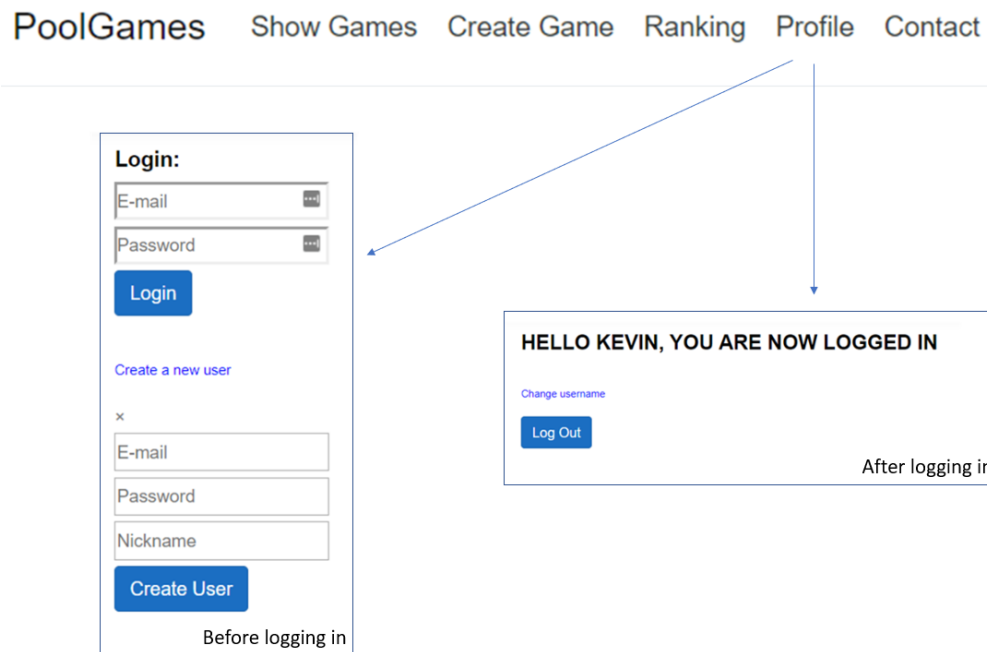 PoolGames Show Games Create Game Ranking Profile Contact
Login:
E-mail
Password
Login
Create a new user
×
E-mail
Password
Nickname
Create User
Before logging in
HELLO KEVIN, YOU ARE NOW LOGGED IN
Change username
Log Out
After logging in